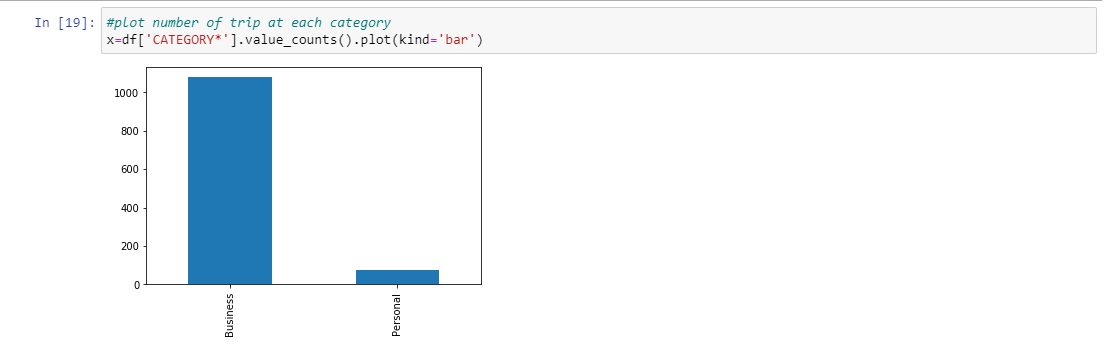 In [19]: #plot number of trip at each category
x=df['CATEGORY*'].value_counts().plot(kind='bar')
1000
800
600
400
200
0
Business
Personal